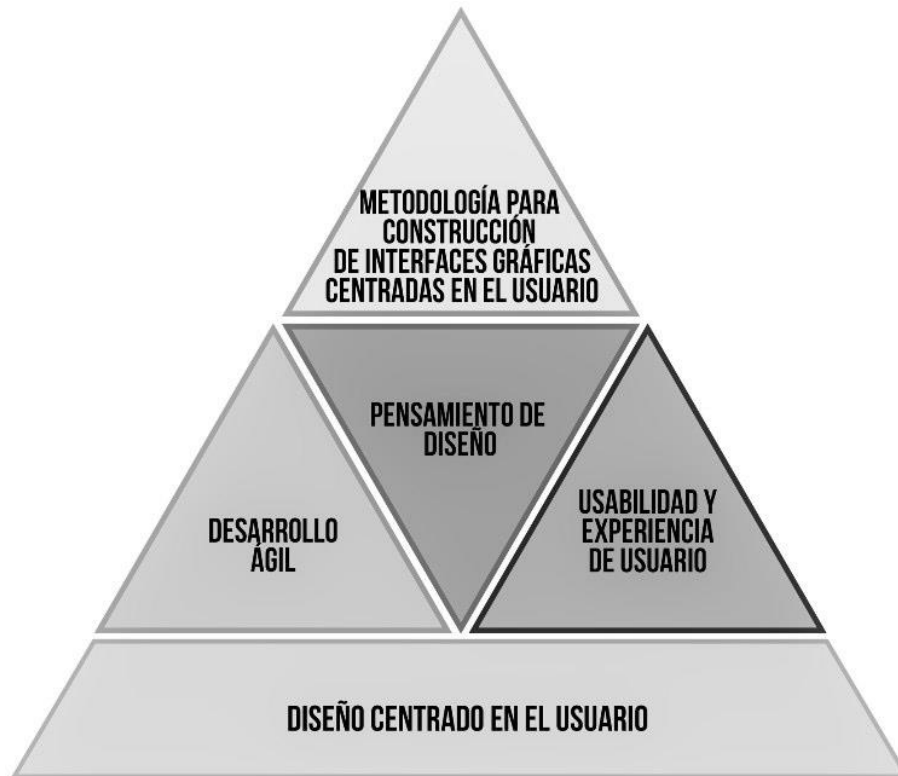 METODOLOGÍA PARA
CONSTRUCCIÓN
DE INTERFACES GRÁFICAS
CENTRADAS EN EL USUARIO
PENSAMIENTO DE
DISEÑO
DESARROLLO
ÁGIL
USABILIDAD Y
EXPERIENCIA
DE USUARIO
DISEÑO CENTRADO EN EL USUARIO